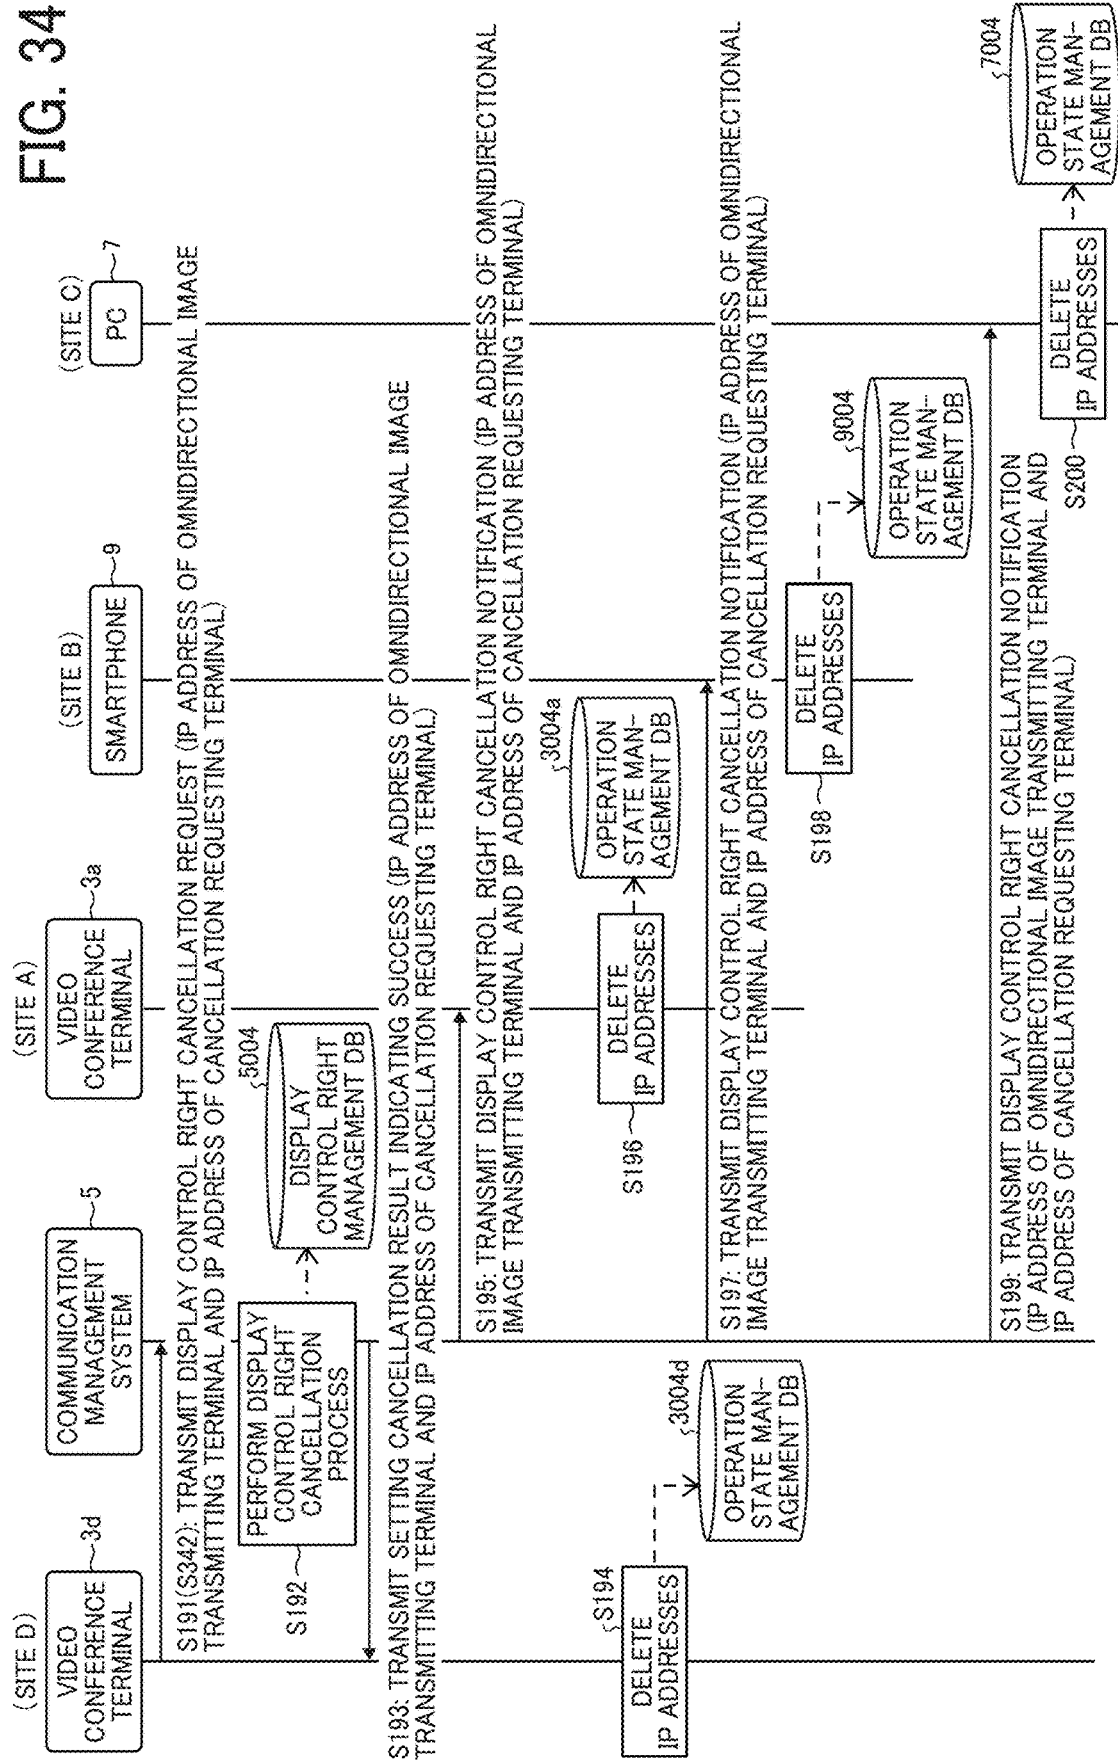 FIG. 34
(SITE D)
VIDEO
CONFERENCE
TERMINAL
3d
COMMUNICATION
MANAGEMENT
SYSTEM
5
(SITE A)
VIDEO
CONFERENCE
TERMINAL
3a
(SITE B)
SMARTPHONE
9
(SITE C)
PC
7
S191(S342): TRANSMIT DISPLAY CONTROL RIGHT CANCELLATION REQUEST (IP ADDRESS OF OMNIDIRECTIONAL IMAGE
TRANSMITTING TERMINAL AND IP ADDRESS OF CANCELLATION REQUESTING TERMINAL)
S192
PERFORM DISPLAY
CONTROL RIGHT
CANCELLATION
PROCESS
5004
DISPLAY
CONTROL RIGHT
MANAGEMENT DB
S193: TRANSMIT SETTING CANCELLATION RESULT INDICATING SUCCESS (IP ADDRESS OF OMNIDIRECTIONAL IMAGE
TRANSMITTING TERMINAL AND IP ADDRESS OF CANCELLATION REQUESTING TERMINAL)
S195: TRANSMIT DISPLAY CONTROL RIGHT CANCELLATION NOTIFICATION (IP ADDRESS OF OMNIDIRECTIONAL
IMAGE TRANSMITTING TERMINAL AND IP ADDRESS OF CANCELLATION REQUESTING TERMINAL)
S194
DELETE
IP ADDRESSES
3004d
OPERATION
STATE MAN-
AGEMENT DB
S196
DELETE
IP ADDRESSES
3004a
OPERATION
STATE MAN-
AGEMENT DB
S197: TRANSMIT DISPLAY CONTROL RIGHT CANCELLATION NOTIFICATION (IP ADDRESS OF OMNIDIRECTIONAL
IMAGE TRANSMITTING TERMINAL AND IP ADDRESS OF CANCELLATION REQUESTING TERMINAL)
S198
DELETE
IP ADDRESSES
9004
OPERATION
STATE MAN-
AGEMENT DB
S199: TRANSMIT DISPLAY CONTROL RIGHT CANCELLATION NOTIFICATION
(IP ADDRESS OF OMNIDIRECTIONAL IMAGE TRANSMITTING TERMINAL AND
IP ADDRESS OF CANCELLATION REQUESTING TERMINAL)
S200
DELETE
IP ADDRESSES
7004
OPERATION
STATE MAN-
AGEMENT DB